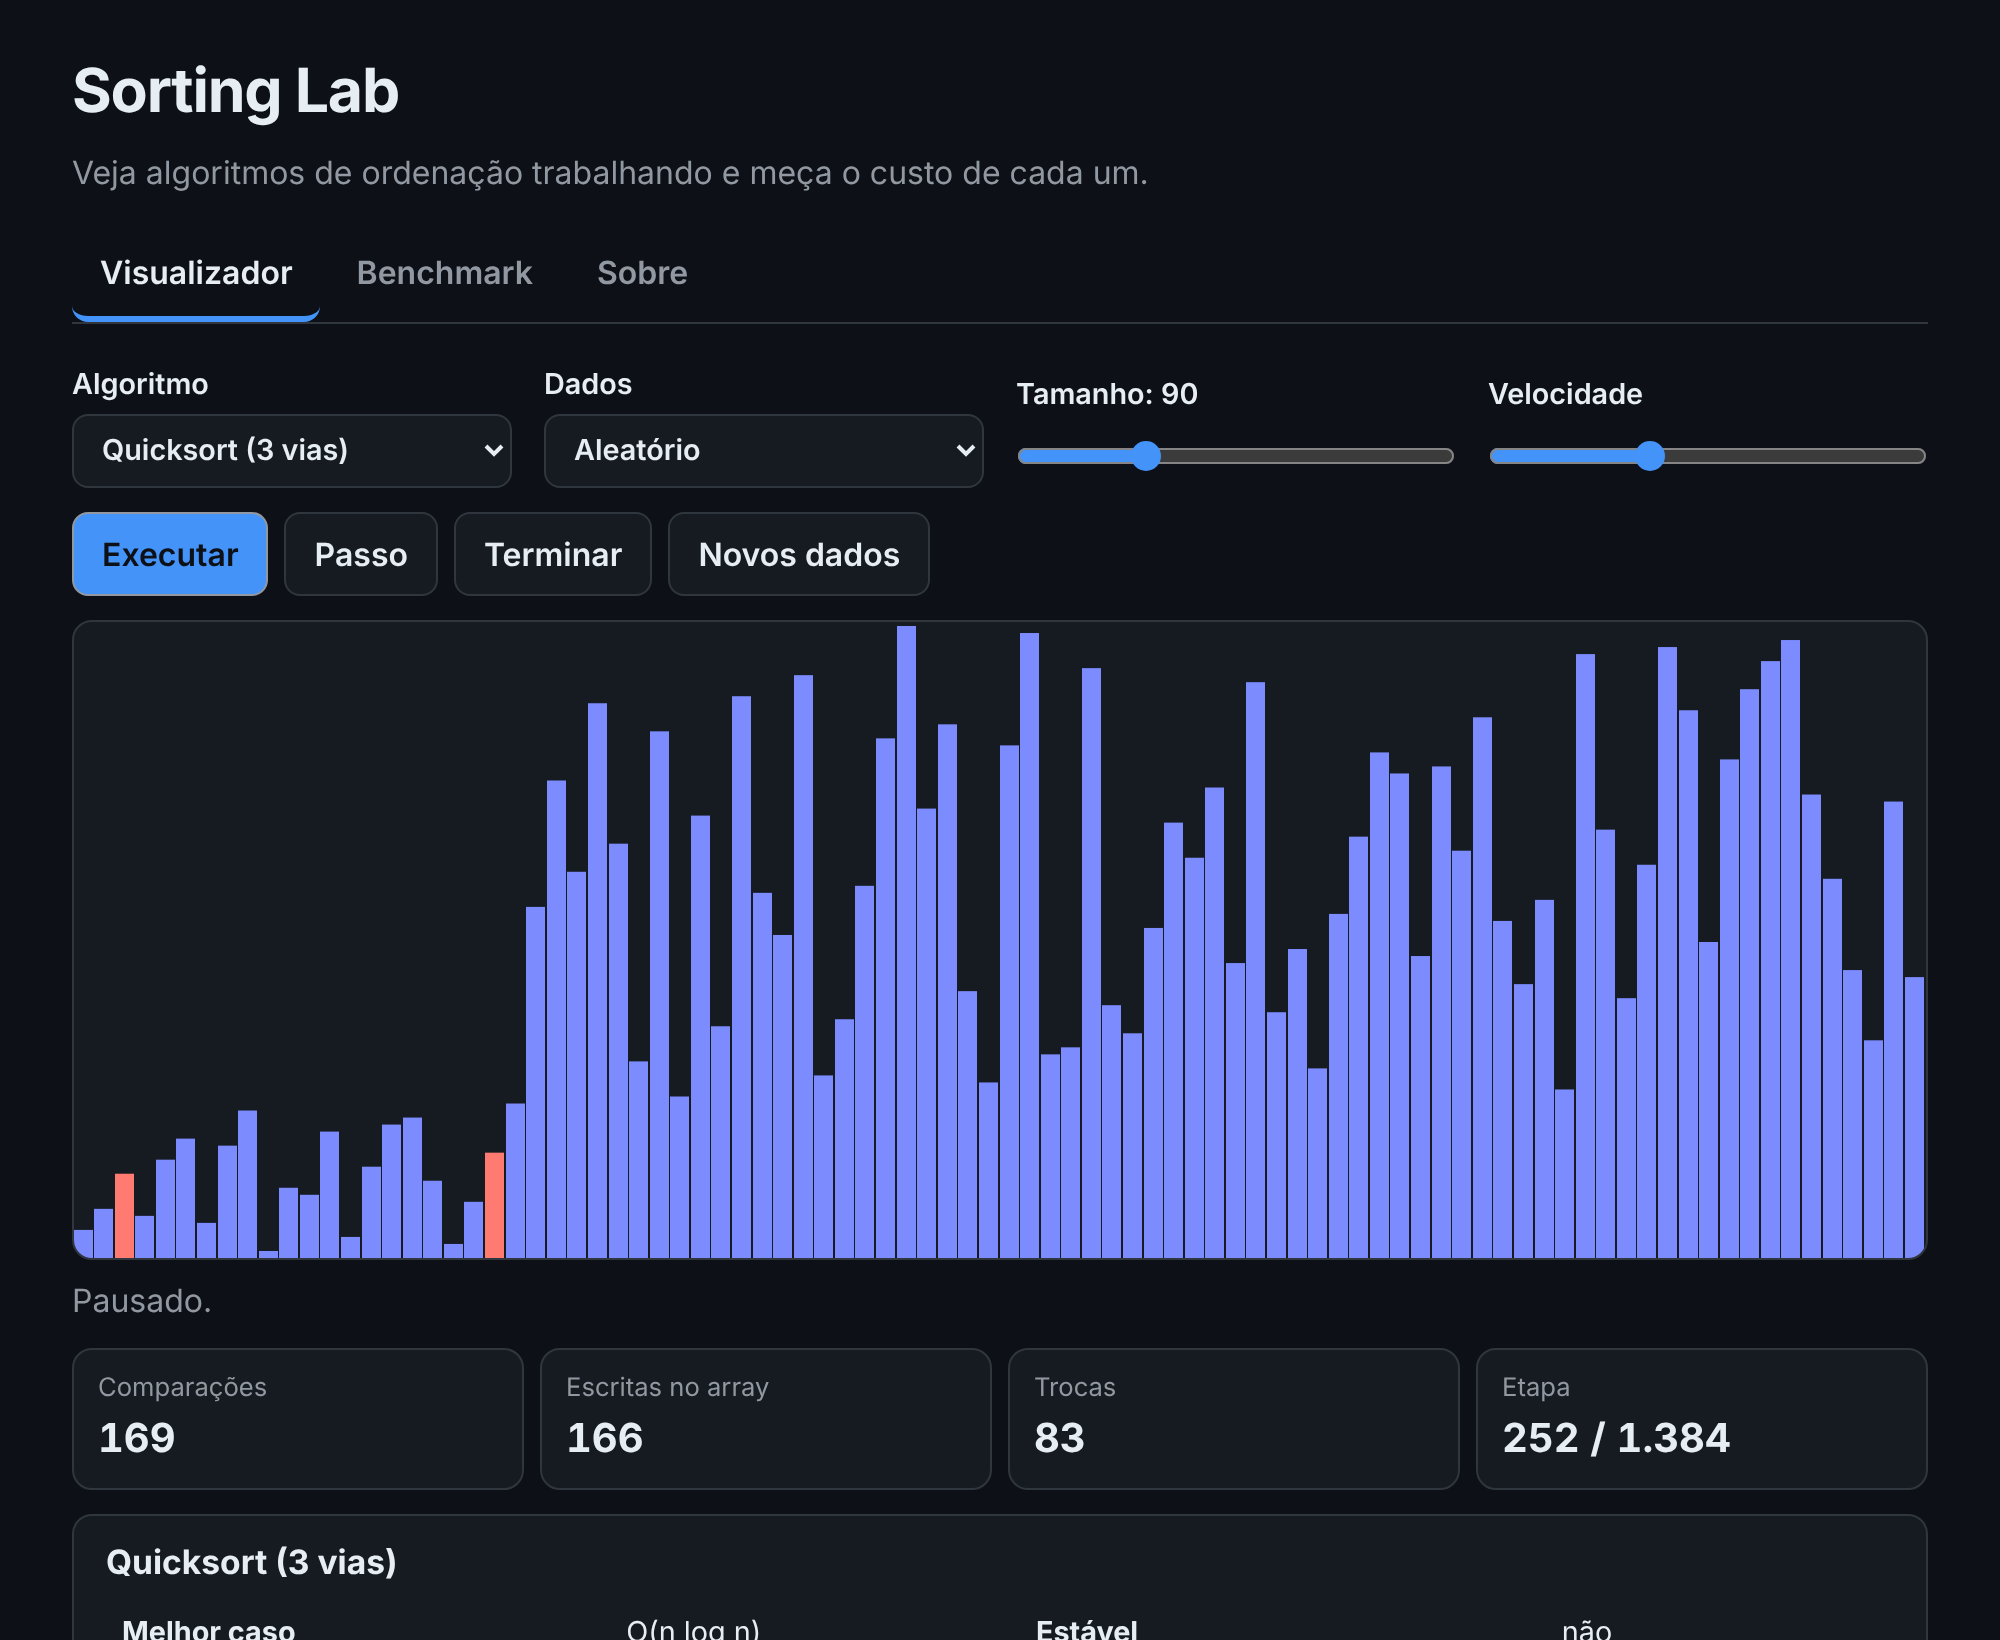 Sorting Lab
Veja algoritmos de ordenação trabalhando e meça o custo de cada um.
Visualizador Benchmark Sobre
Algoritmo Dados Tamanho: 90 Velocidade
Quicksort (3 vias) Aleatório
Executar Passo Terminar Novos dados
Pausado.
Comparações Escritas no array Trocas Etapa
169 166 83 252 / 1.384
Quicksort (3 vias)
Melhor caso O(n log n) Estável não